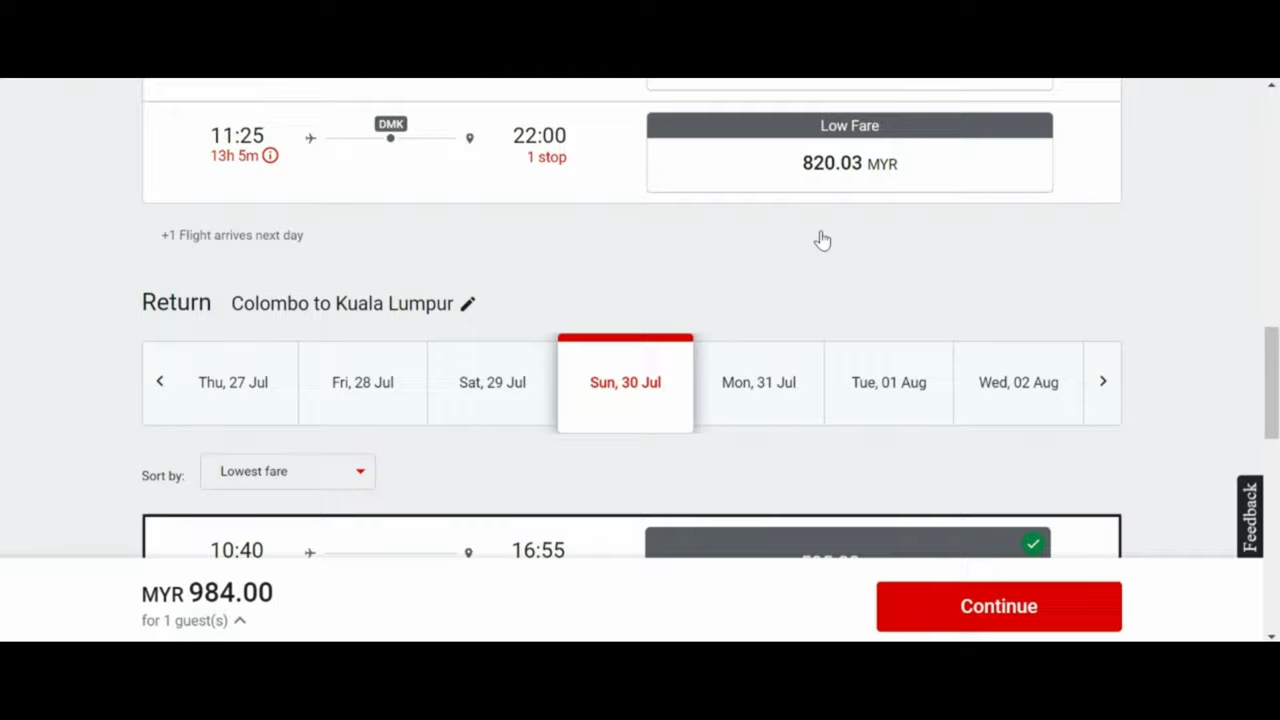 DMK
Low Fare
11:25
22:00
13h 5m
1 stop
820.03 MYR
+1 Flight arrives next day
Return Colombo to Kuala Lumpur
Thu, 27 Jul
Fri, 28 Jul
Sat, 29 Jul
Sun, 30 Jul
Mon, 31 Jul
Tue, 01 Aug
Wed, 02 Aug
Sort by: Lowest fare
Feedback
10:40
16:55
MYR 984.00
for 1 guest(s)
Continue